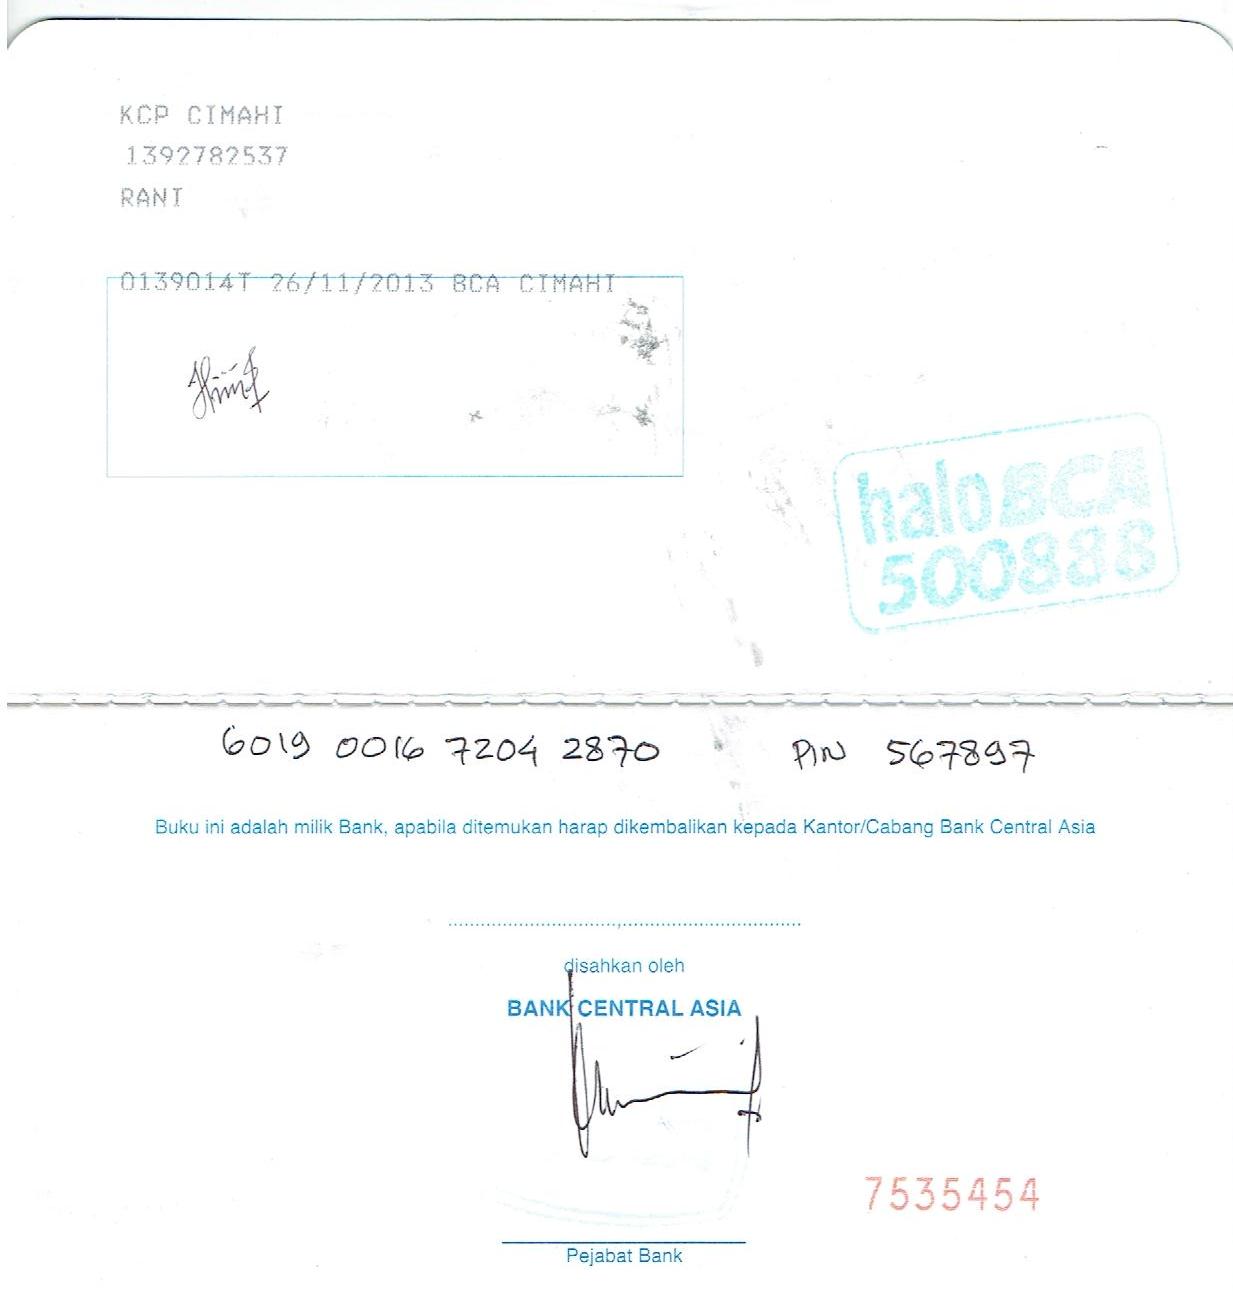 KCP CIMAHI
1392782537
RANI
0139014T 26/11/2013 BCA CIMAHI
halo BCA
500888
6019 0016 7204 2870 PIN 567897
Buku ini adalah milik Bank, apabila ditemukan harap dikembalikan kepada Kantor/Cabang Bank Central Asia
disahkan oleh
BANK CENTRAL ASIA
7535454
Pejabat Bank